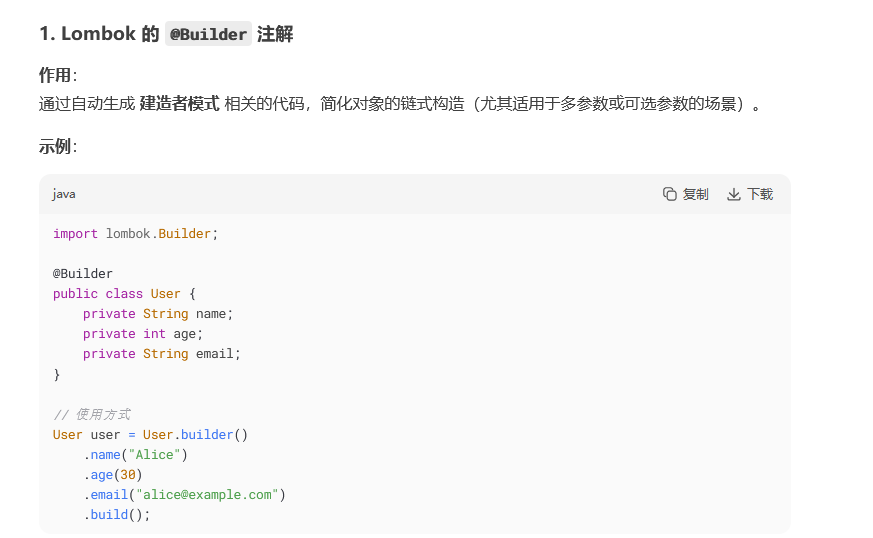 1. Lombok 的 @Builder 注解
作用：
通过自动生成 建造者模式 相关的代码，简化对象的链式构造（尤其适用于多参数或可选参数的场景）。
示例：
java 复制 下载
import lombok.Builder;
@Builder
public class User {
    private String name;
    private int age;
    private String email;
}
// 使用方式
User user = User.builder()
    .name("Alice")
    .age(30)
    .email("alice@example.com")
    .build();